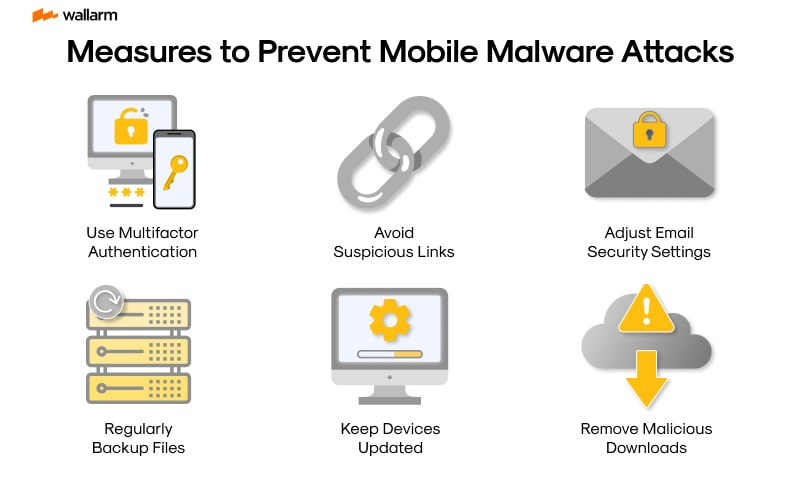 wallarm
Measures to Prevent Mobile Malware Attacks
Use Multifactor
Authentication
Avoid
Suspicious Links
Adjust Email
Security Settings
Regularly
Backup Files
Keep Devices
Updated
Remove Malicious
Downloads